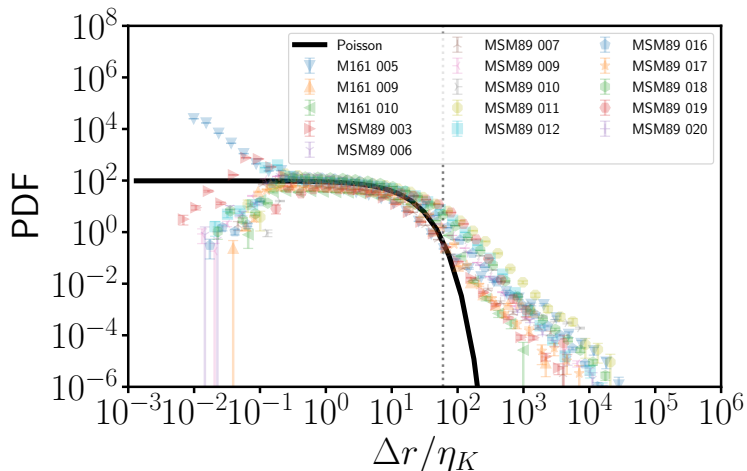 10^8
10^6
10^4
10^2
10^0
10^−2
10^−4
10^−6
PDF
Poisson
M161 005
M161 009
M161 010
MSM89 003
MSM89 006
MSM89 007
MSM89 009
MSM89 010
MSM89 011
MSM89 012
MSM89 016
MSM89 017
MSM89 018
MSM89 019
MSM89 020
10^−3 10^−2 10^−1 10^0 10^1 10^2 10^3 10^4 10^5 10^6
Δr/η_K